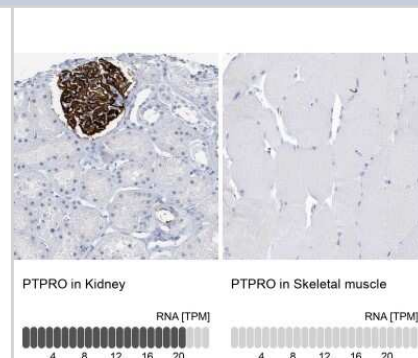 PTPRO in Kidney
PTPRO in Skeletal muscle
RNA [TPM]
RNA [TPM]
4 8 12 16 20
4 8 12 16 20